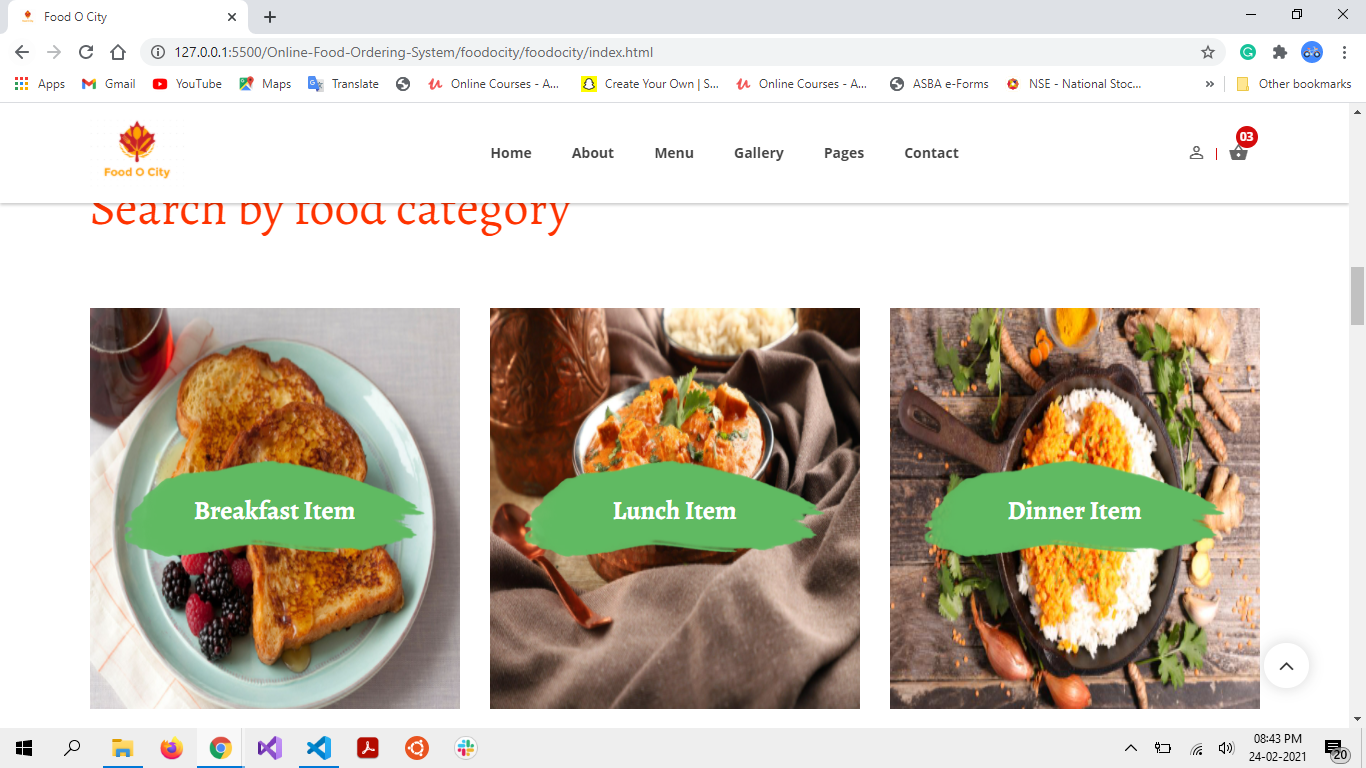 Food O City
127.0.0.1:5500/Online-Food-Ordering-System/foodocity/foodocity/index.html
Apps Gmail YouTube Maps Translate Online Courses - A... Create Your Own | S... Online Courses - A... ASBA e-Forms NSE - National Stoc... » Other bookmarks
Food O City
Home About Menu Gallery Pages Contact
03
Search by food category
Breakfast Item Lunch Item Dinner Item
08:43 PM
24-02-2021
20